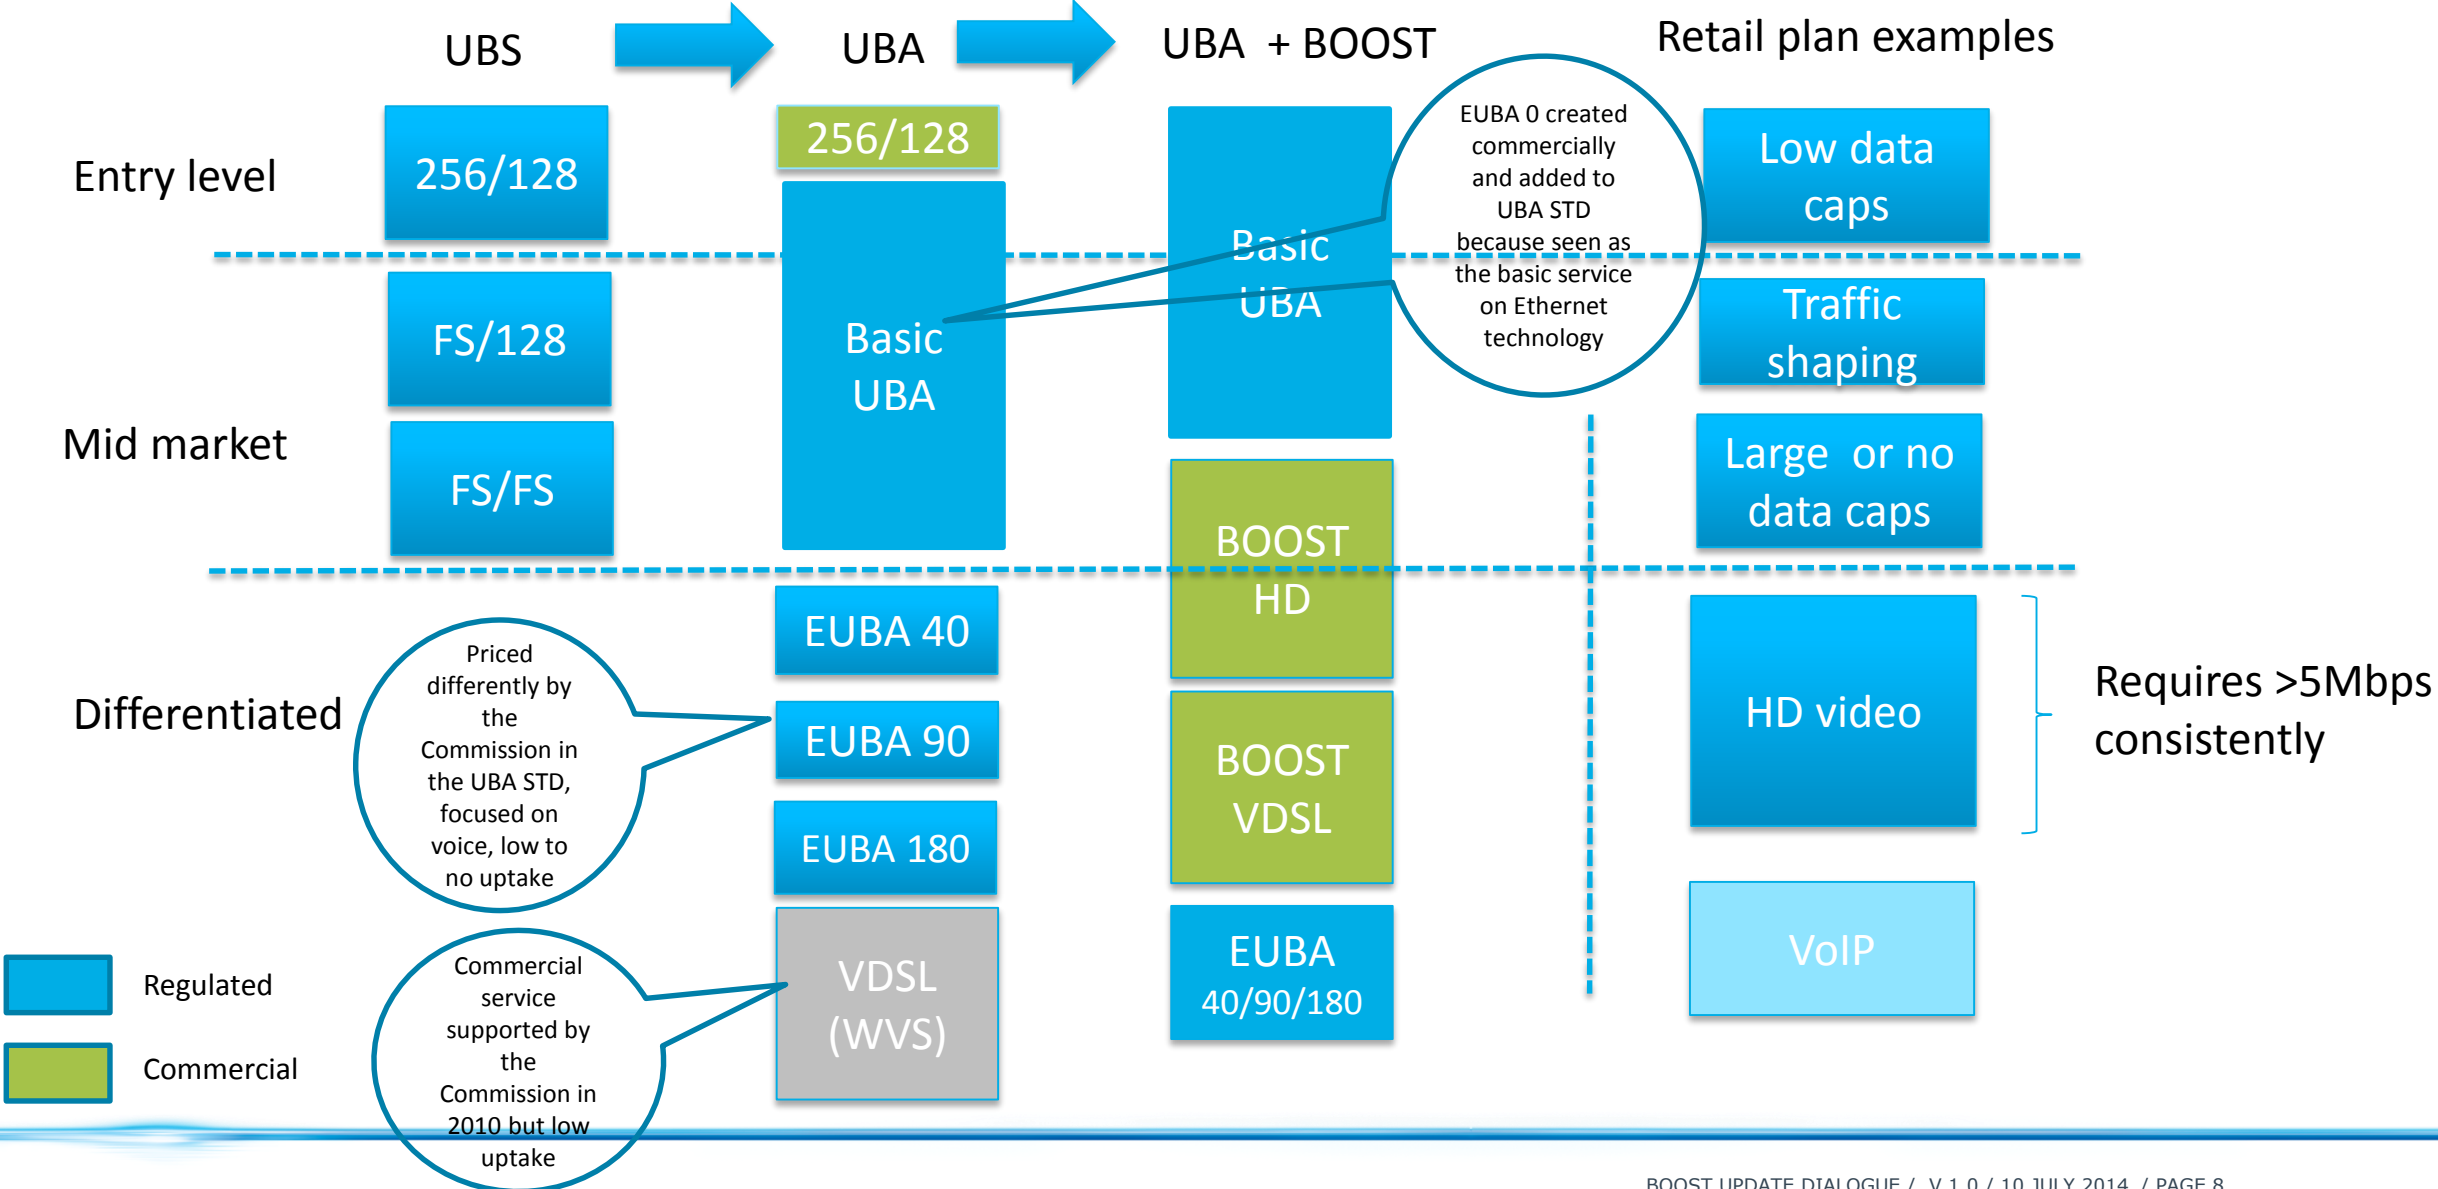 UBS
UBA
UBA + BOOST
Retail plan examples
Entry level
256/128
256/128
Basic
UBA
Basic
UBA
EUBA 0 created
commercially
and added to
UBA STD
because seen as
the basic service
on Ethernet
technology
Low data
caps
Mid market
FS/128
FS/FS
Traffic
shaping
Large or no
data caps
Differentiated
Priced
differently by
the
Commission in
the UBA STD,
focused on
voice, low to
no uptake
EUBA 40
EUBA 90
EUBA 180
VDSL
(WVS)
BOOST
HD
BOOST
VDSL
EUBA
40/90/180
HD video
VoIP
Requires >5Mbps
consistently
Commercial
service
supported by
the
Commission in
2010 but low
uptake
Regulated
Commercial
BOOST UPDATE DIALOGUE / V 1.0 / 10 JULY 2014 / PAGE 8